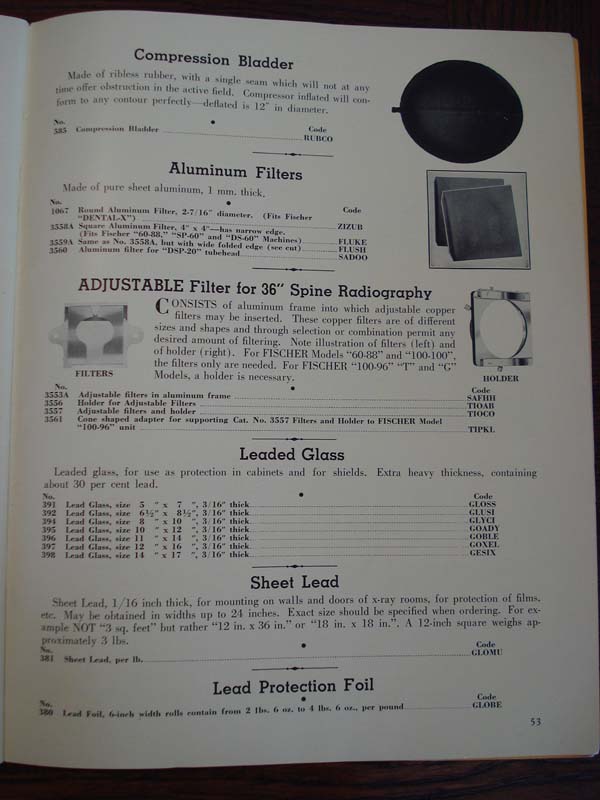 Compression Bladder
Made of ribless rubber, with a single seam which will not at any
time offer obstruction in the active field. Compressor inflated will con-
form to any contour perfectly—deflated is 12" in diameter.
No. Code
585 Compression Bladder RUBCO
Aluminum Filters
Made of pure sheet aluminum, 1 mm. thick.
No. Code
1067 Round Aluminum Filter, 2-7/16" diameter. (Fits Fischer
"DENTAL-X") ZIZUB
3558A Square Aluminum Filter, 4" x 4"—has narrow edge.
(Fits Fischer "60-88," "SP-60" and "DS-60" Machines) FLUKE
3559A Same as No. 3558A, but with wide folded edge (see cut) FLUSH
3560 Aluminum filter for "DSP-20" tubehead SADOO
ADJUSTABLE Filter for 36" Spine Radiography
CONSISTS of aluminum frame into which adjustable copper
filters may be inserted. These copper filters are of different
sizes and shapes and through selection or combination permit any
desired amount of filtering. Note illustration of filters (left) and
of holder (right). For FISCHER Models "60-88" and "100-100",
the filters only are needed. For FISCHER "100-96" "T" and "G"
Models, a holder is necessary.
FILTERS
HOLDER
No. Code
3553A Adjustable filters in aluminum frame SAFHH
3556 Holder for Adjustable Filters TIOAB
3557 Adjustable filters and holder TIOCO
3561 Cone shaped adapter for supporting Cat. No. 3557 Filters and Holder to FISCHER Model
"100-96" unit TIPKL
Leaded Glass
Leaded glass, for use as protection in cabinets and for shields. Extra heavy thickness, containing
about 30 per cent lead.
No. Code
391 Lead Glass, size 5 " x 7 ", 3/16" thick GLOSS
392 Lead Glass, size 6½" x 8½", 3/16" thick GLUSI
394 Lead Glass, size 8 " x 10 ", 3/16" thick GLYCI
395 Lead Glass, size 10 " x 12 ", 3/16" thick GOADY
396 Lead Glass, size 11 " x 14 ", 3/16" thick GOBLE
397 Lead Glass, size 12 " x 16 ", 3/16" thick GOXEL
398 Lead Glass, size 14 " x 17 ", 3/16" thick GESIX
Sheet Lead
Sheet Lead, 1/16 inch thick, for mounting on walls and doors of x-ray rooms, for protection of films,
etc. May be obtained in widths up to 24 inches. Exact size should be specified when ordering. For ex-
ample NOT "3 sq. feet" but rather "12 in. x 36 in." or "18 in. x 18 in.". A 12-inch square weighs ap-
proximately 3 lbs.
No. Code
381 Sheet Lead, per lb. GLOMU
Lead Protection Foil
No. Code
380 Lead Foil, 6-inch width rolls contain from 2 lbs. 6 oz. to 4 lbs. 6 oz., per pound GLOBE
53